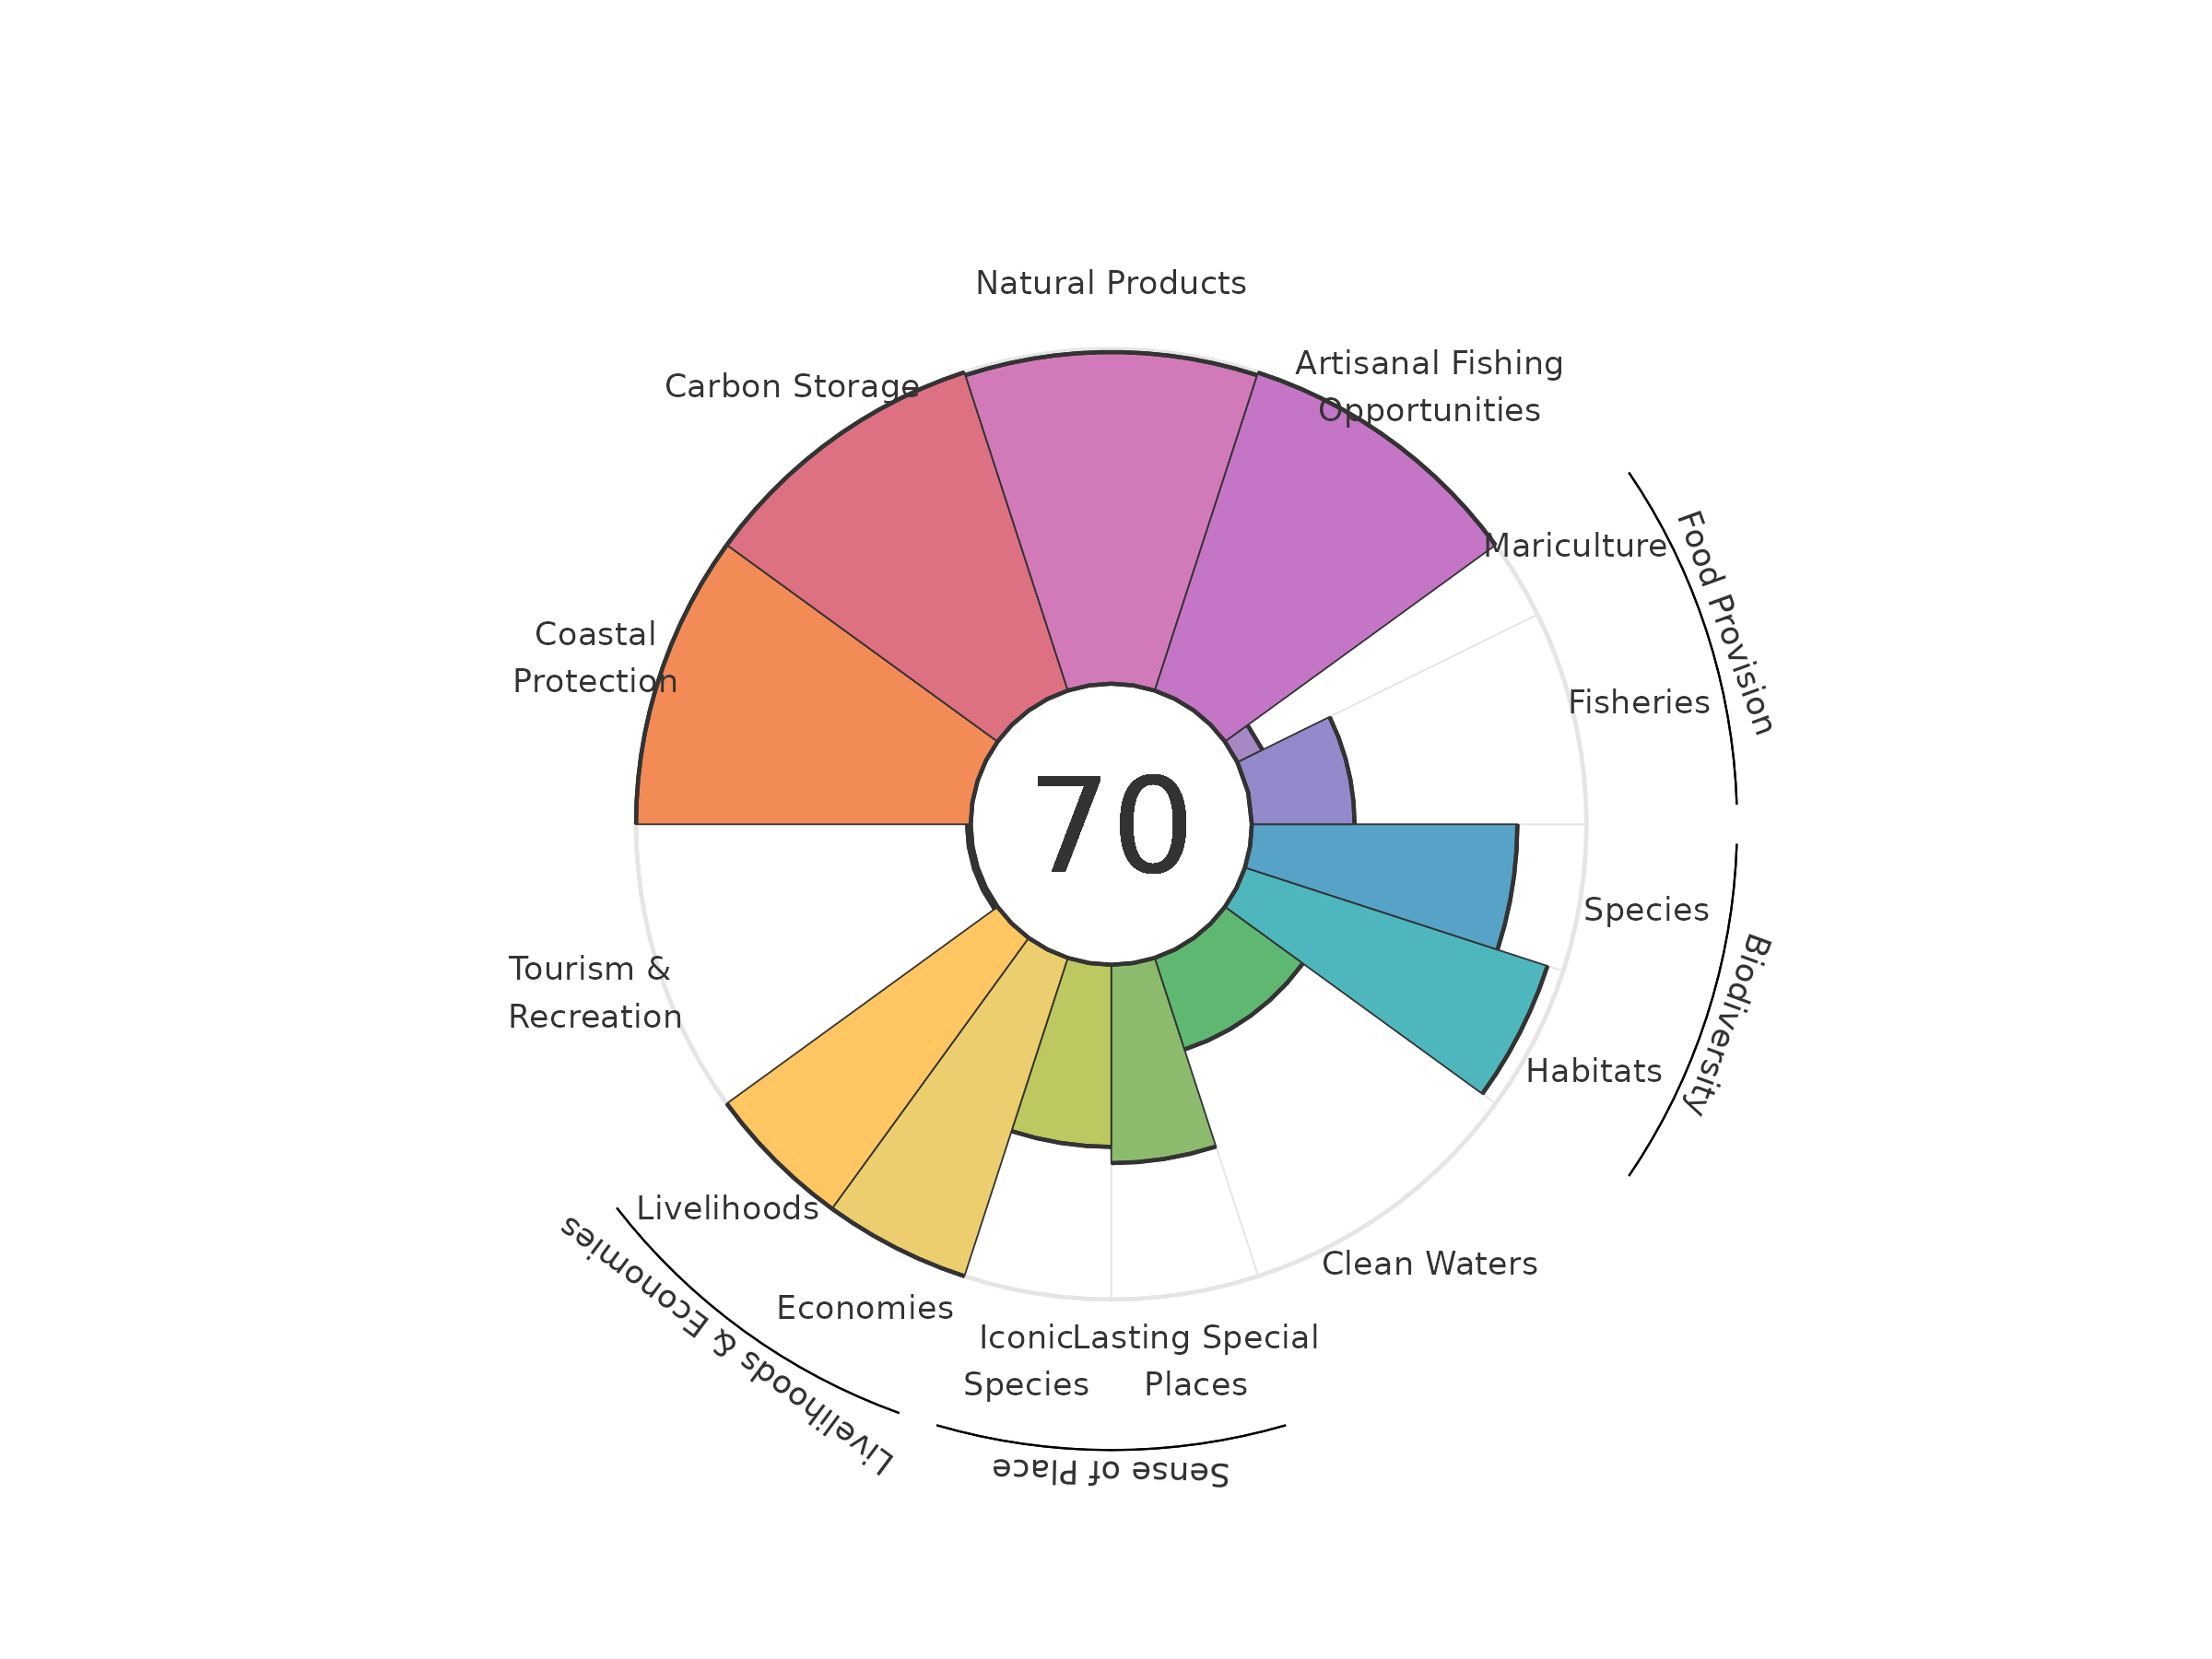 Natural Products
Artisanal Fishing
Opportunities
Carbon Storage
Mariculture
Food Provision
Fisheries
Coastal
Protection
70
Species
Biodiversity
Habitats
Tourism &
Recreation
Livelihoods
Livelihoods & Economies
Economies
Clean Waters
Iconic
Species
Lasting Special
Places
Sense of Place